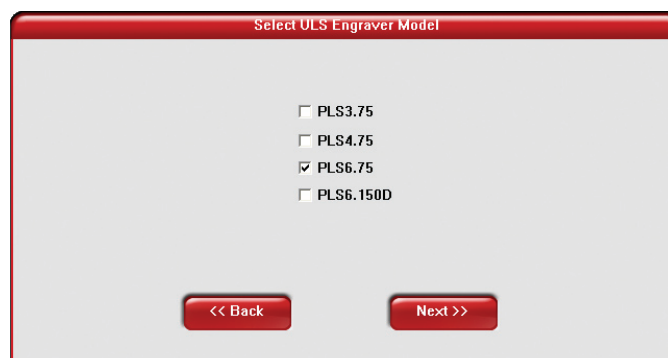 Select ULS Engraver Model
PLS3.75
PLS4.75
PLS6.75
PLS6.150D
<< Back
Next >>